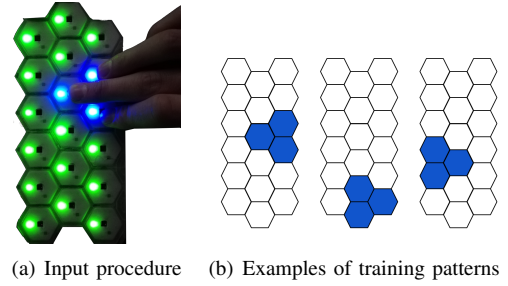 (a) Input procedure
(b) Examples of training patterns